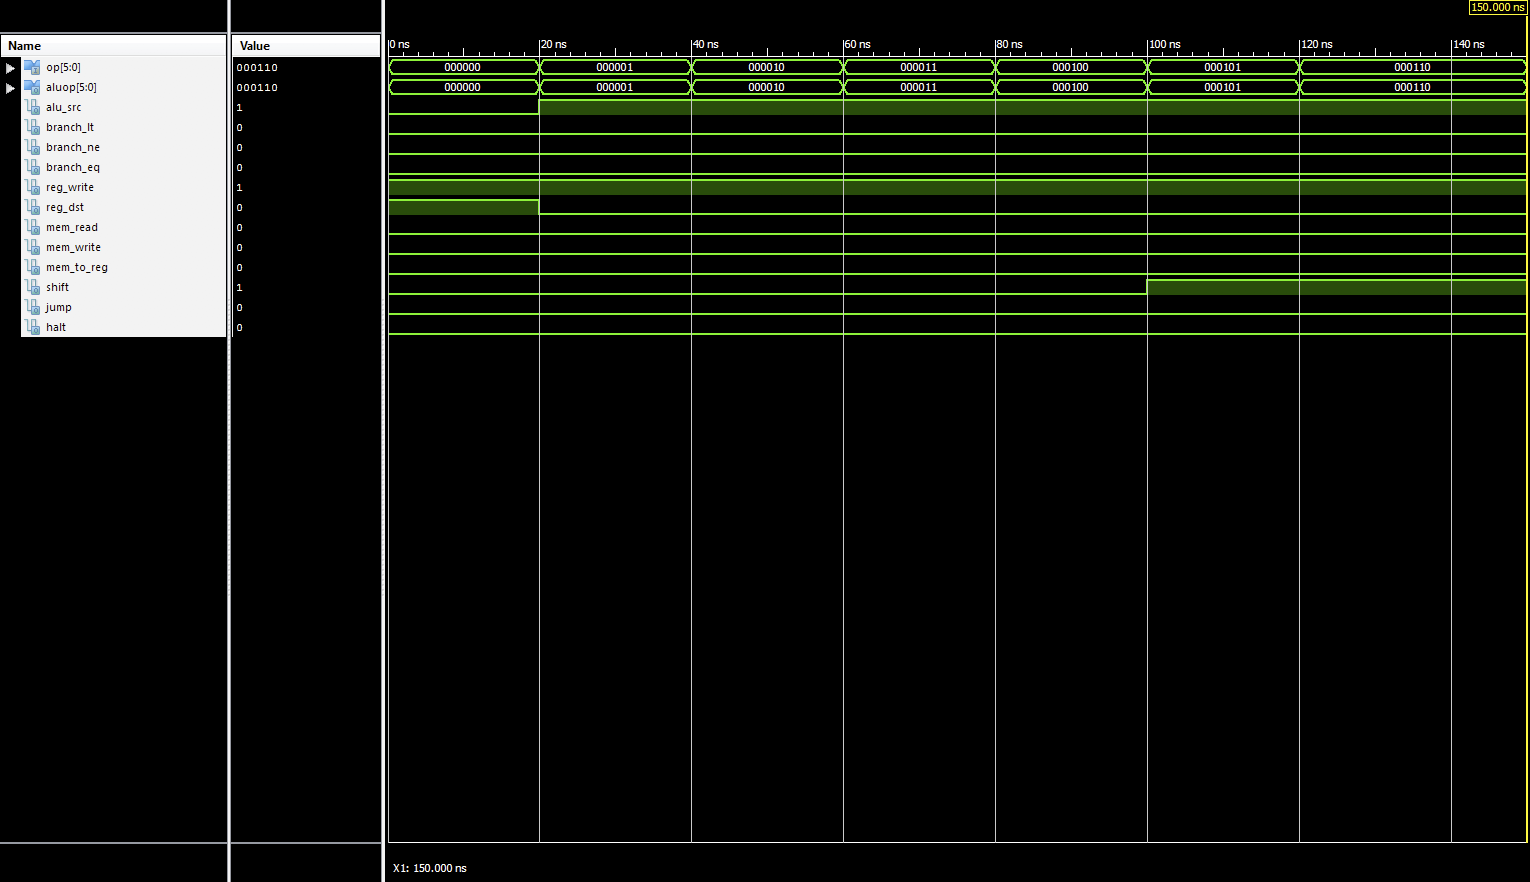 150.000 ns
Name Value
0 ns 20 ns 40 ns 60 ns 80 ns 100 ns 120 ns 140 ns
op[5:0] 000110 000000 000001 000010 000011 000100 000101 000110
aluop[5:0] 000110 000000 000001 000010 000011 000100 000101 000110
alu_src 1
branch_lt 0
branch_ne 0
branch_eq 0
reg_write 1
reg_dst 0
mem_read 0
mem_write 0
mem_to_reg 0
shift 1
jump 0
halt 0
X1: 150.000 ns